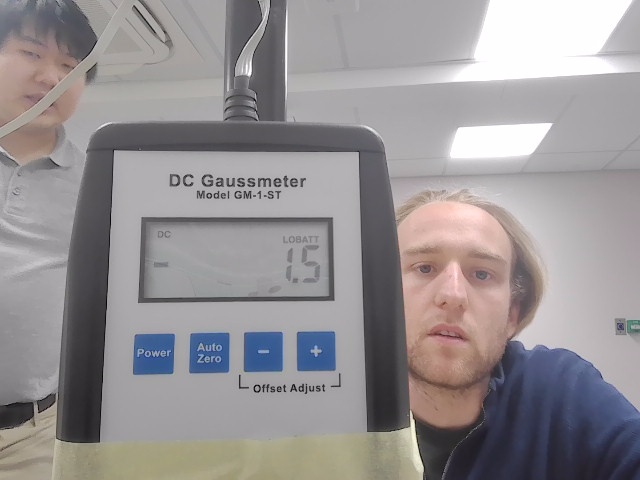 DC Gaussmeter
Model GM-1-ST
DC
LOBATT
- 1.5
Power
Auto
Zero
-
+
Offset Adjust